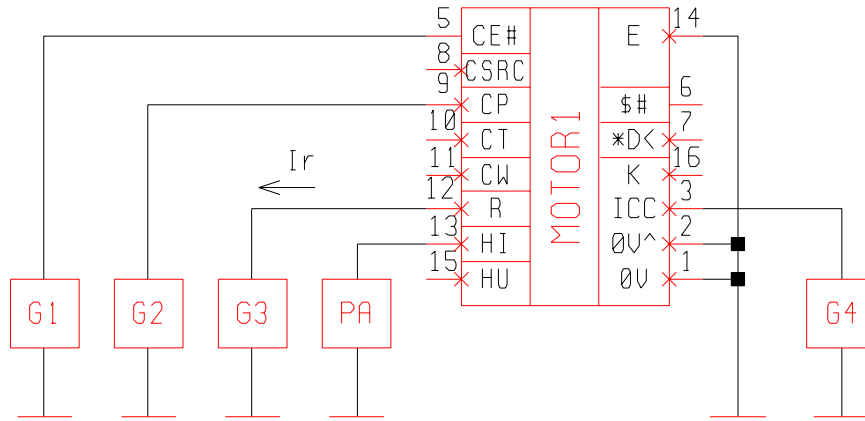 5 CE# E 14
8 CSRC
9 CP $# 6
10 CT *D< 7
11 CW K 16
Ir
12 R ICC 3
13 HI 0V^ 2
15 HU 0V 1
MOTOR1
G1 G2 G3 PA G4